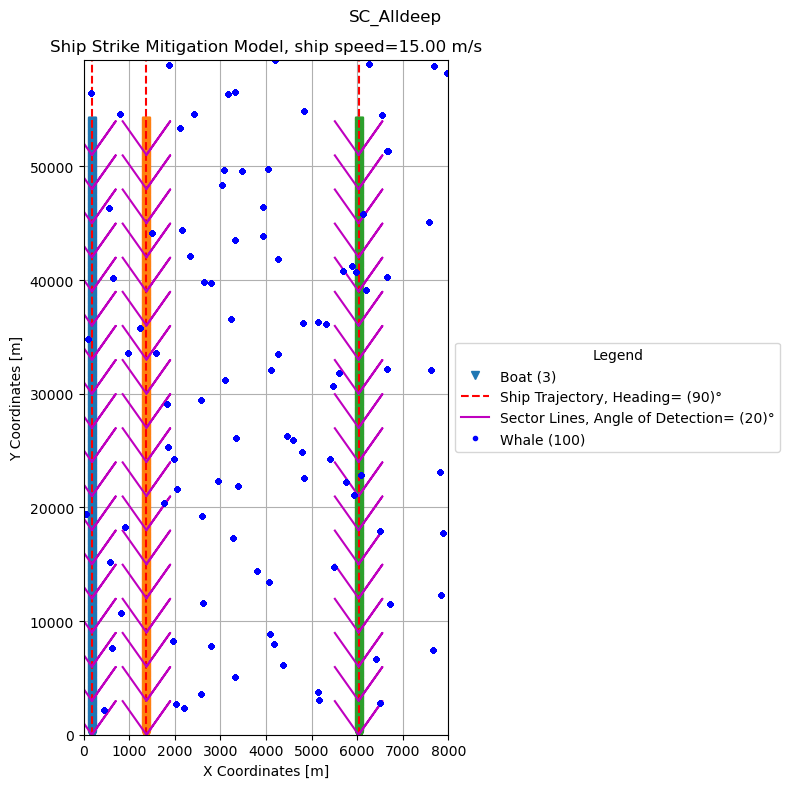 SC_Alldeep
Ship Strike Mitigation Model, ship speed=15.00 m/s
50000
40000
30000
20000
10000
0
Y Coordinates [m]
0 1000 2000 3000 4000 5000 6000 7000 8000
X Coordinates [m]
Legend
Boat (3)
Ship Trajectory, Heading= (90)°
Sector Lines, Angle of Detection= (20)°
Whale (100)